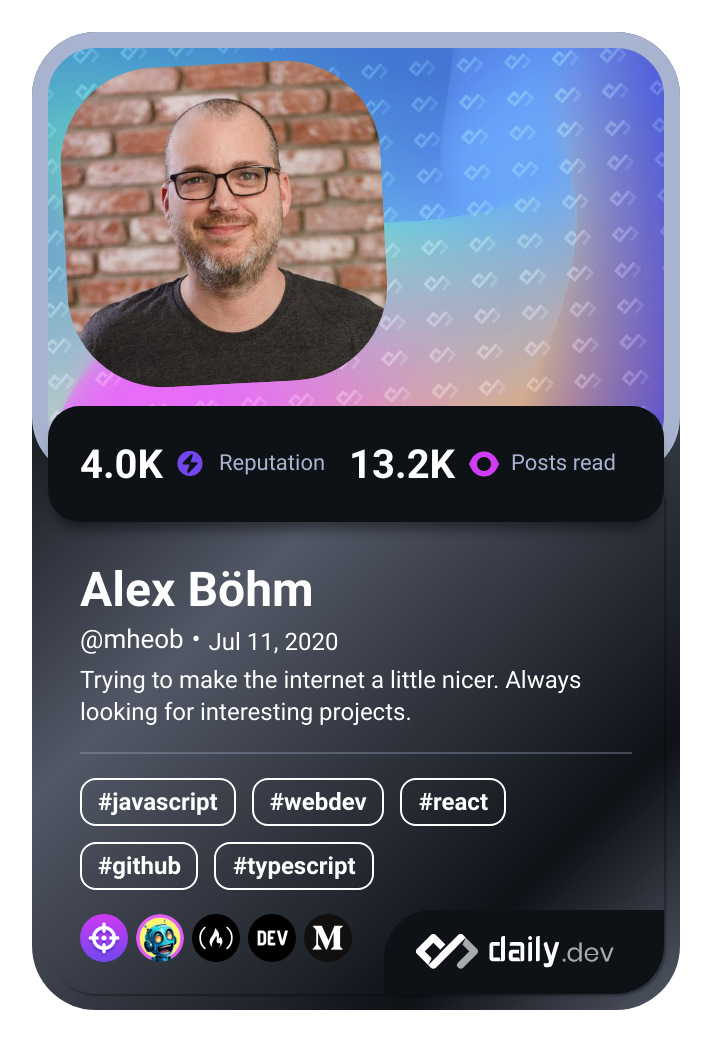 4.0K Reputation 13.2K Posts read
Alex Böhm
@mheob • Jul 11, 2020
Trying to make the internet a little nicer. Always
looking for interesting projects.
#javascript #webdev #react
#github #typescript
DEV M daily.dev